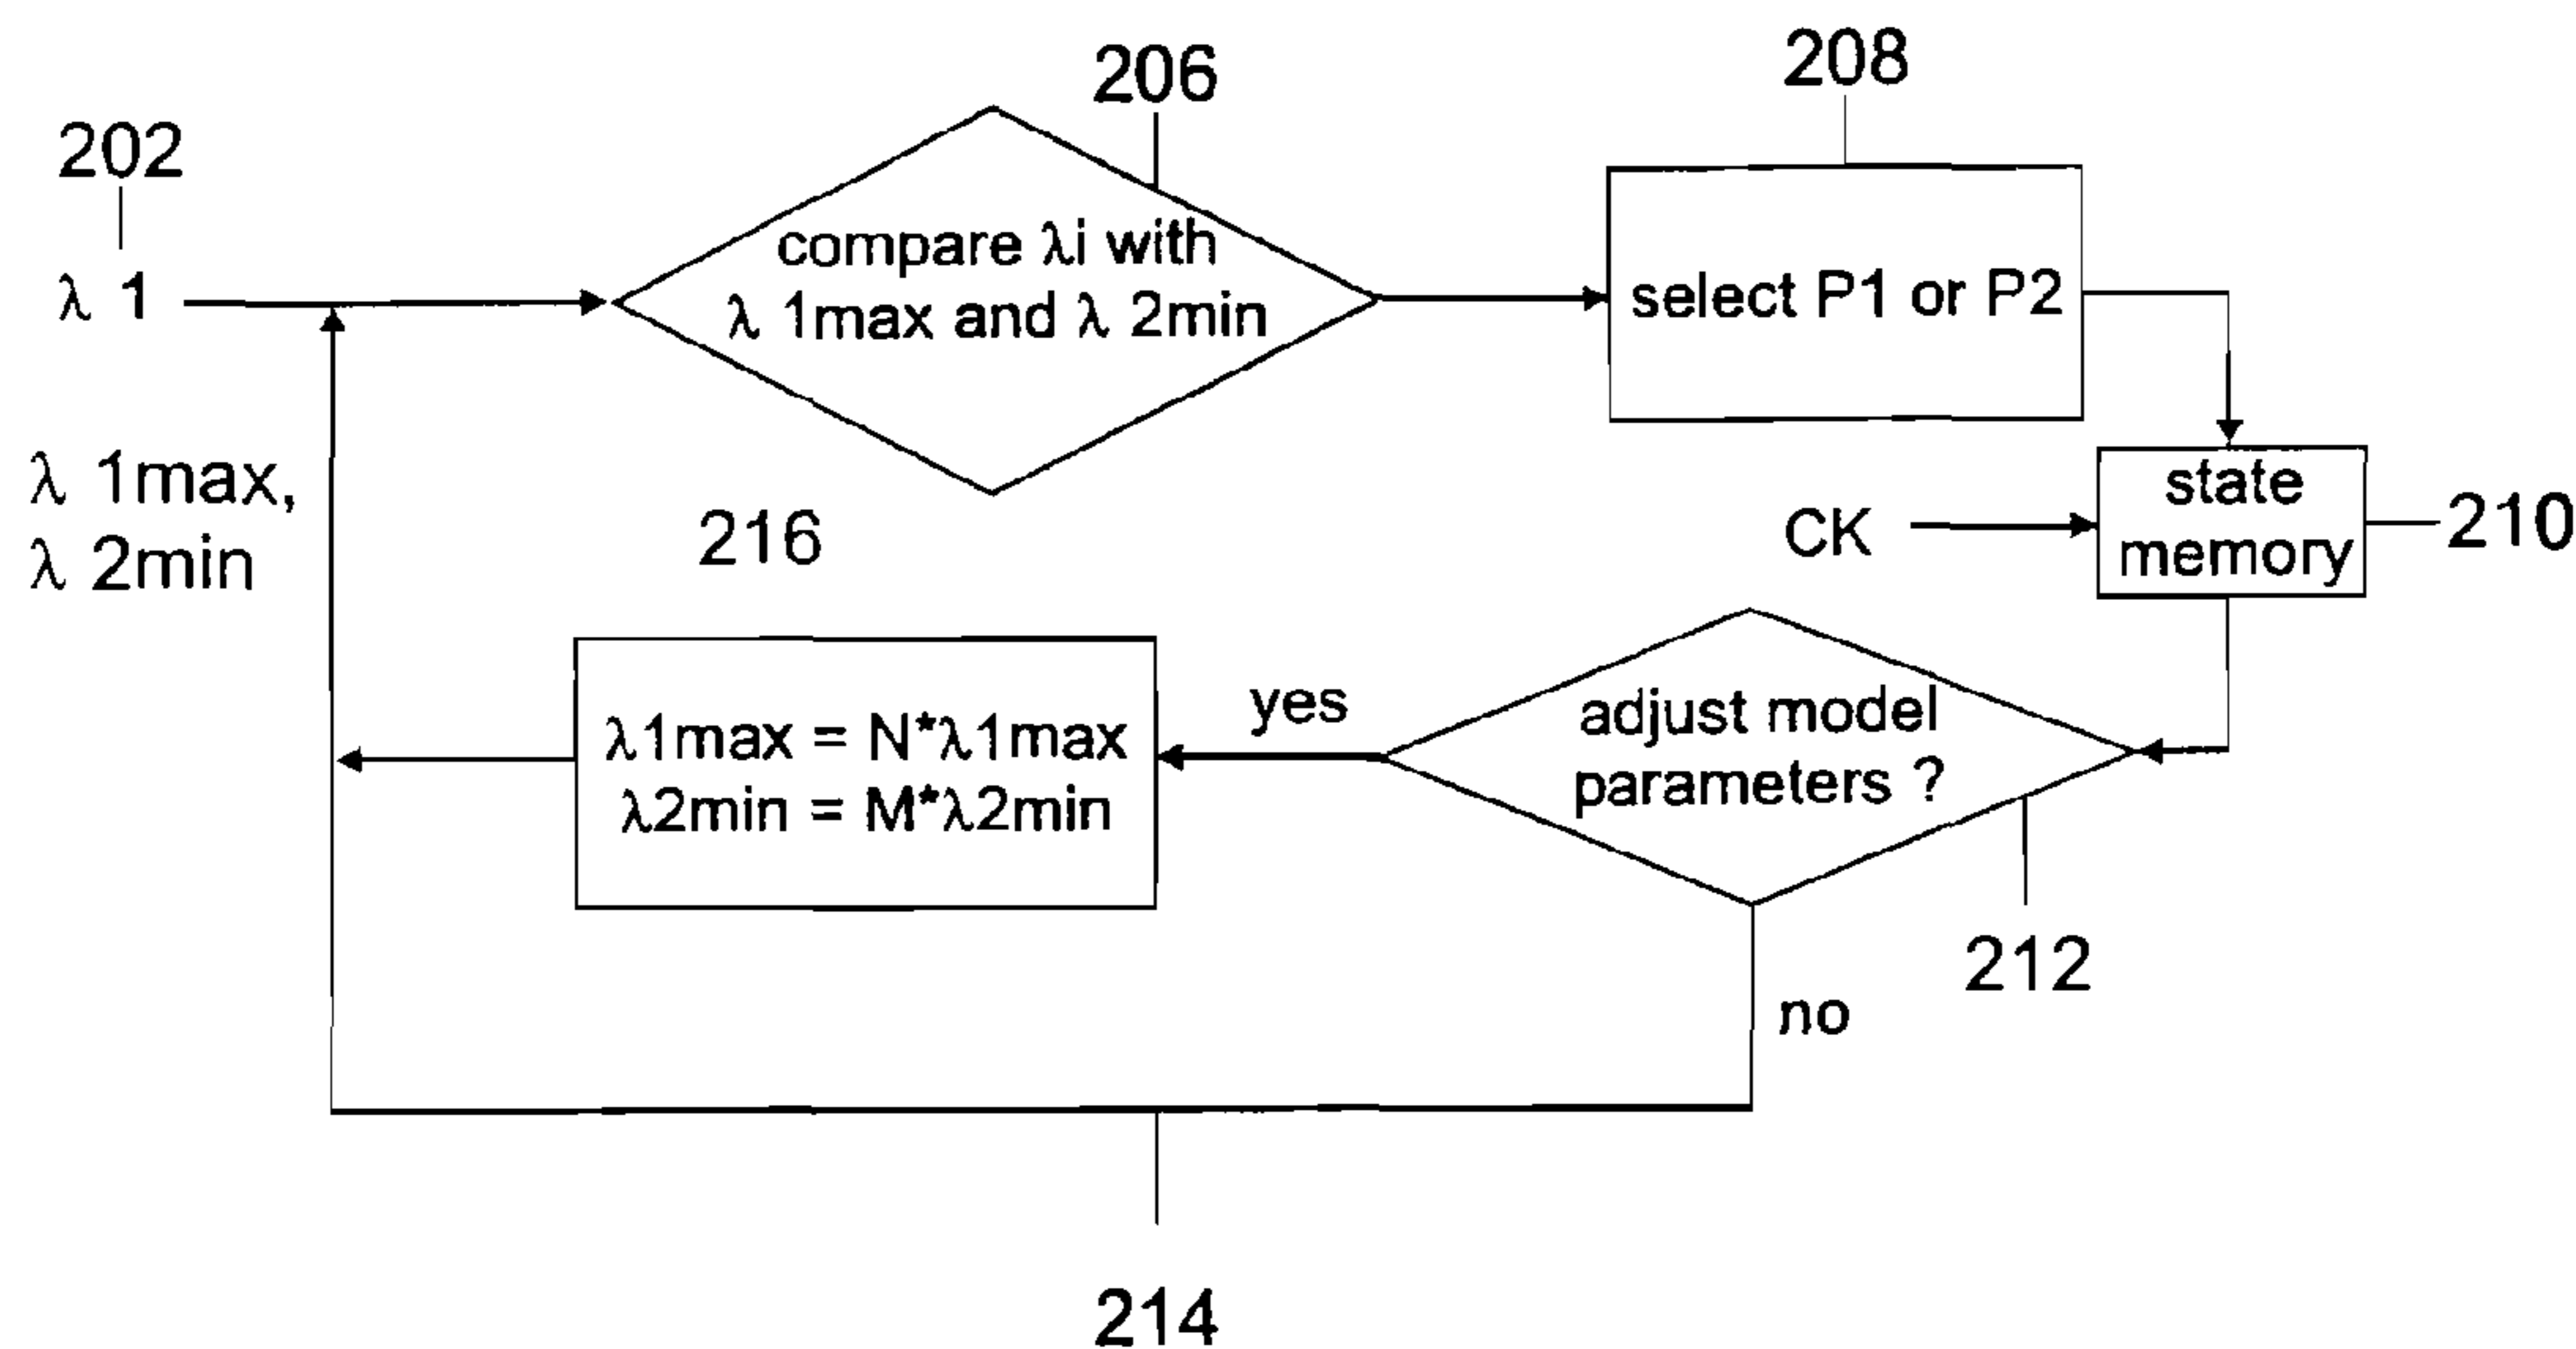 206
208
202
compare λi with
λ 1max and λ 2min
λ 1
select P1 or P2
λ 1max,
λ 2min
216
CK
state
memory
210
yes
adjust model
parameters ?
λ1max = N*λ1max
λ2min = M*λ2min
212
no
214